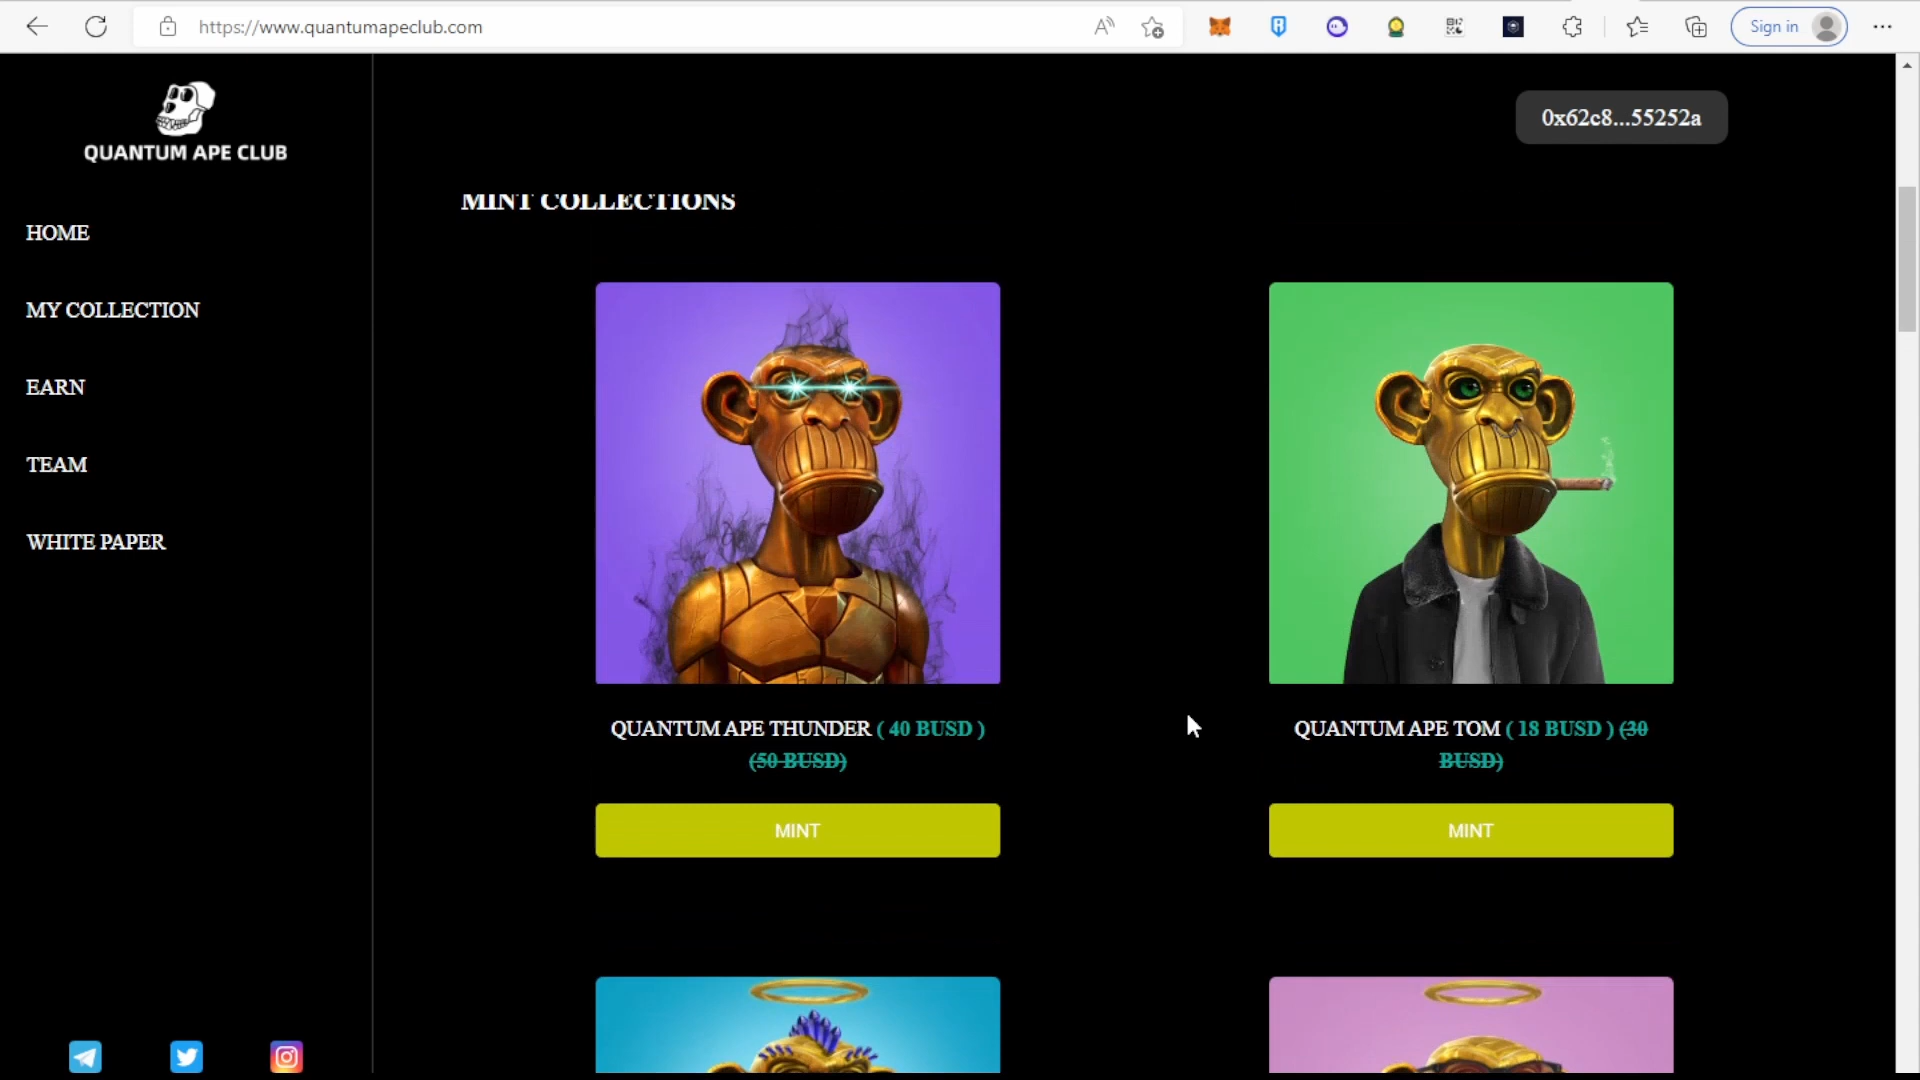 https://www.quantumapeclub.com
Sign in
QUANTUM APE CLUB
0x62c8...55252a
HOME
MY COLLECTION
EARN
TEAM
WHITE PAPER
MINT COLLECTIONS
QUANTUM APE THUNDER ( 40 BUSD )
(50 BUSD)
MINT
QUANTUM APE TOM ( 18 BUSD ) (30
BUSD)
MINT